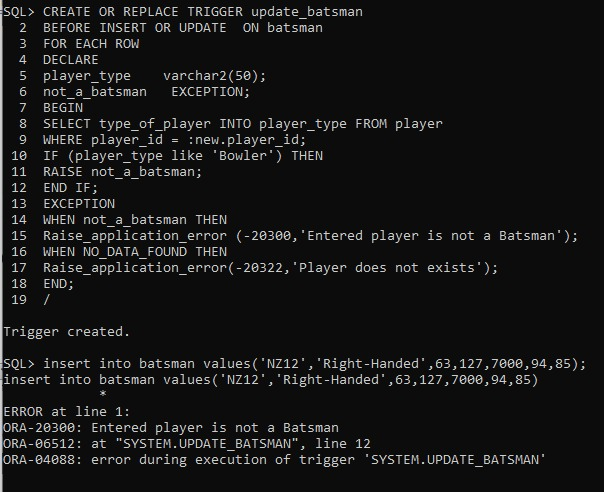 SQL> CREATE OR REPLACE TRIGGER update_batsman
  2  BEFORE INSERT OR UPDATE  ON batsman
  3  FOR EACH ROW
  4  DECLARE
  5  player_type    varchar2(50);
  6  not_a_batsman   EXCEPTION;
  7  BEGIN
  8  SELECT type_of_player INTO player_type FROM player
  9  WHERE player_id = :new.player_id;
 10  IF (player_type like 'Bowler') THEN
 11  RAISE not_a_batsman;
 12  END IF;
 13  EXCEPTION
 14  WHEN not_a_batsman THEN
 15  Raise_application_error (-20300,'Entered player is not a Batsman');
 16  WHEN NO_DATA_FOUND THEN
 17  Raise_application_error(-20322,'Player does not exists');
 18  END;
 19  /
Trigger created.
SQL> insert into batsman values('NZ12','Right-Handed',63,127,7000,94,85);
insert into batsman values('NZ12','Right-Handed',63,127,7000,94,85)
            *
ERROR at line 1:
ORA-20300: Entered player is not a Batsman
ORA-06512: at "SYSTEM.UPDATE_BATSMAN", line 12
ORA-04088: error during execution of trigger 'SYSTEM.UPDATE_BATSMAN'